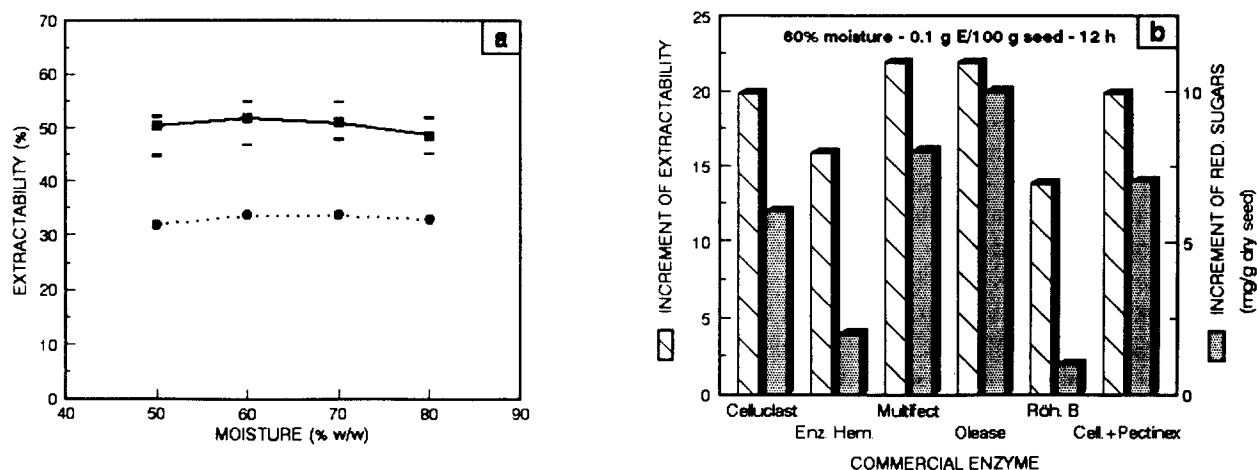 a
70
60
50
40
30
20
10
0
EXTRACTABILITY (%)
40
50
60
70
80
90
MOISTURE (% w/w)
b
60% moisture - 0.1 g E/100 g seed - 12 h
25
20
15
10
5
0
INCREMENT OF EXTRACTABILITY
10
5
0
INCREMENT OF RED. SUGARS
(mg/g dry seed)
Celluclast
Enz. Hem.
Multifect
Olease
Röh. B
Cell.+Pectinex
COMMERCIAL ENZYME